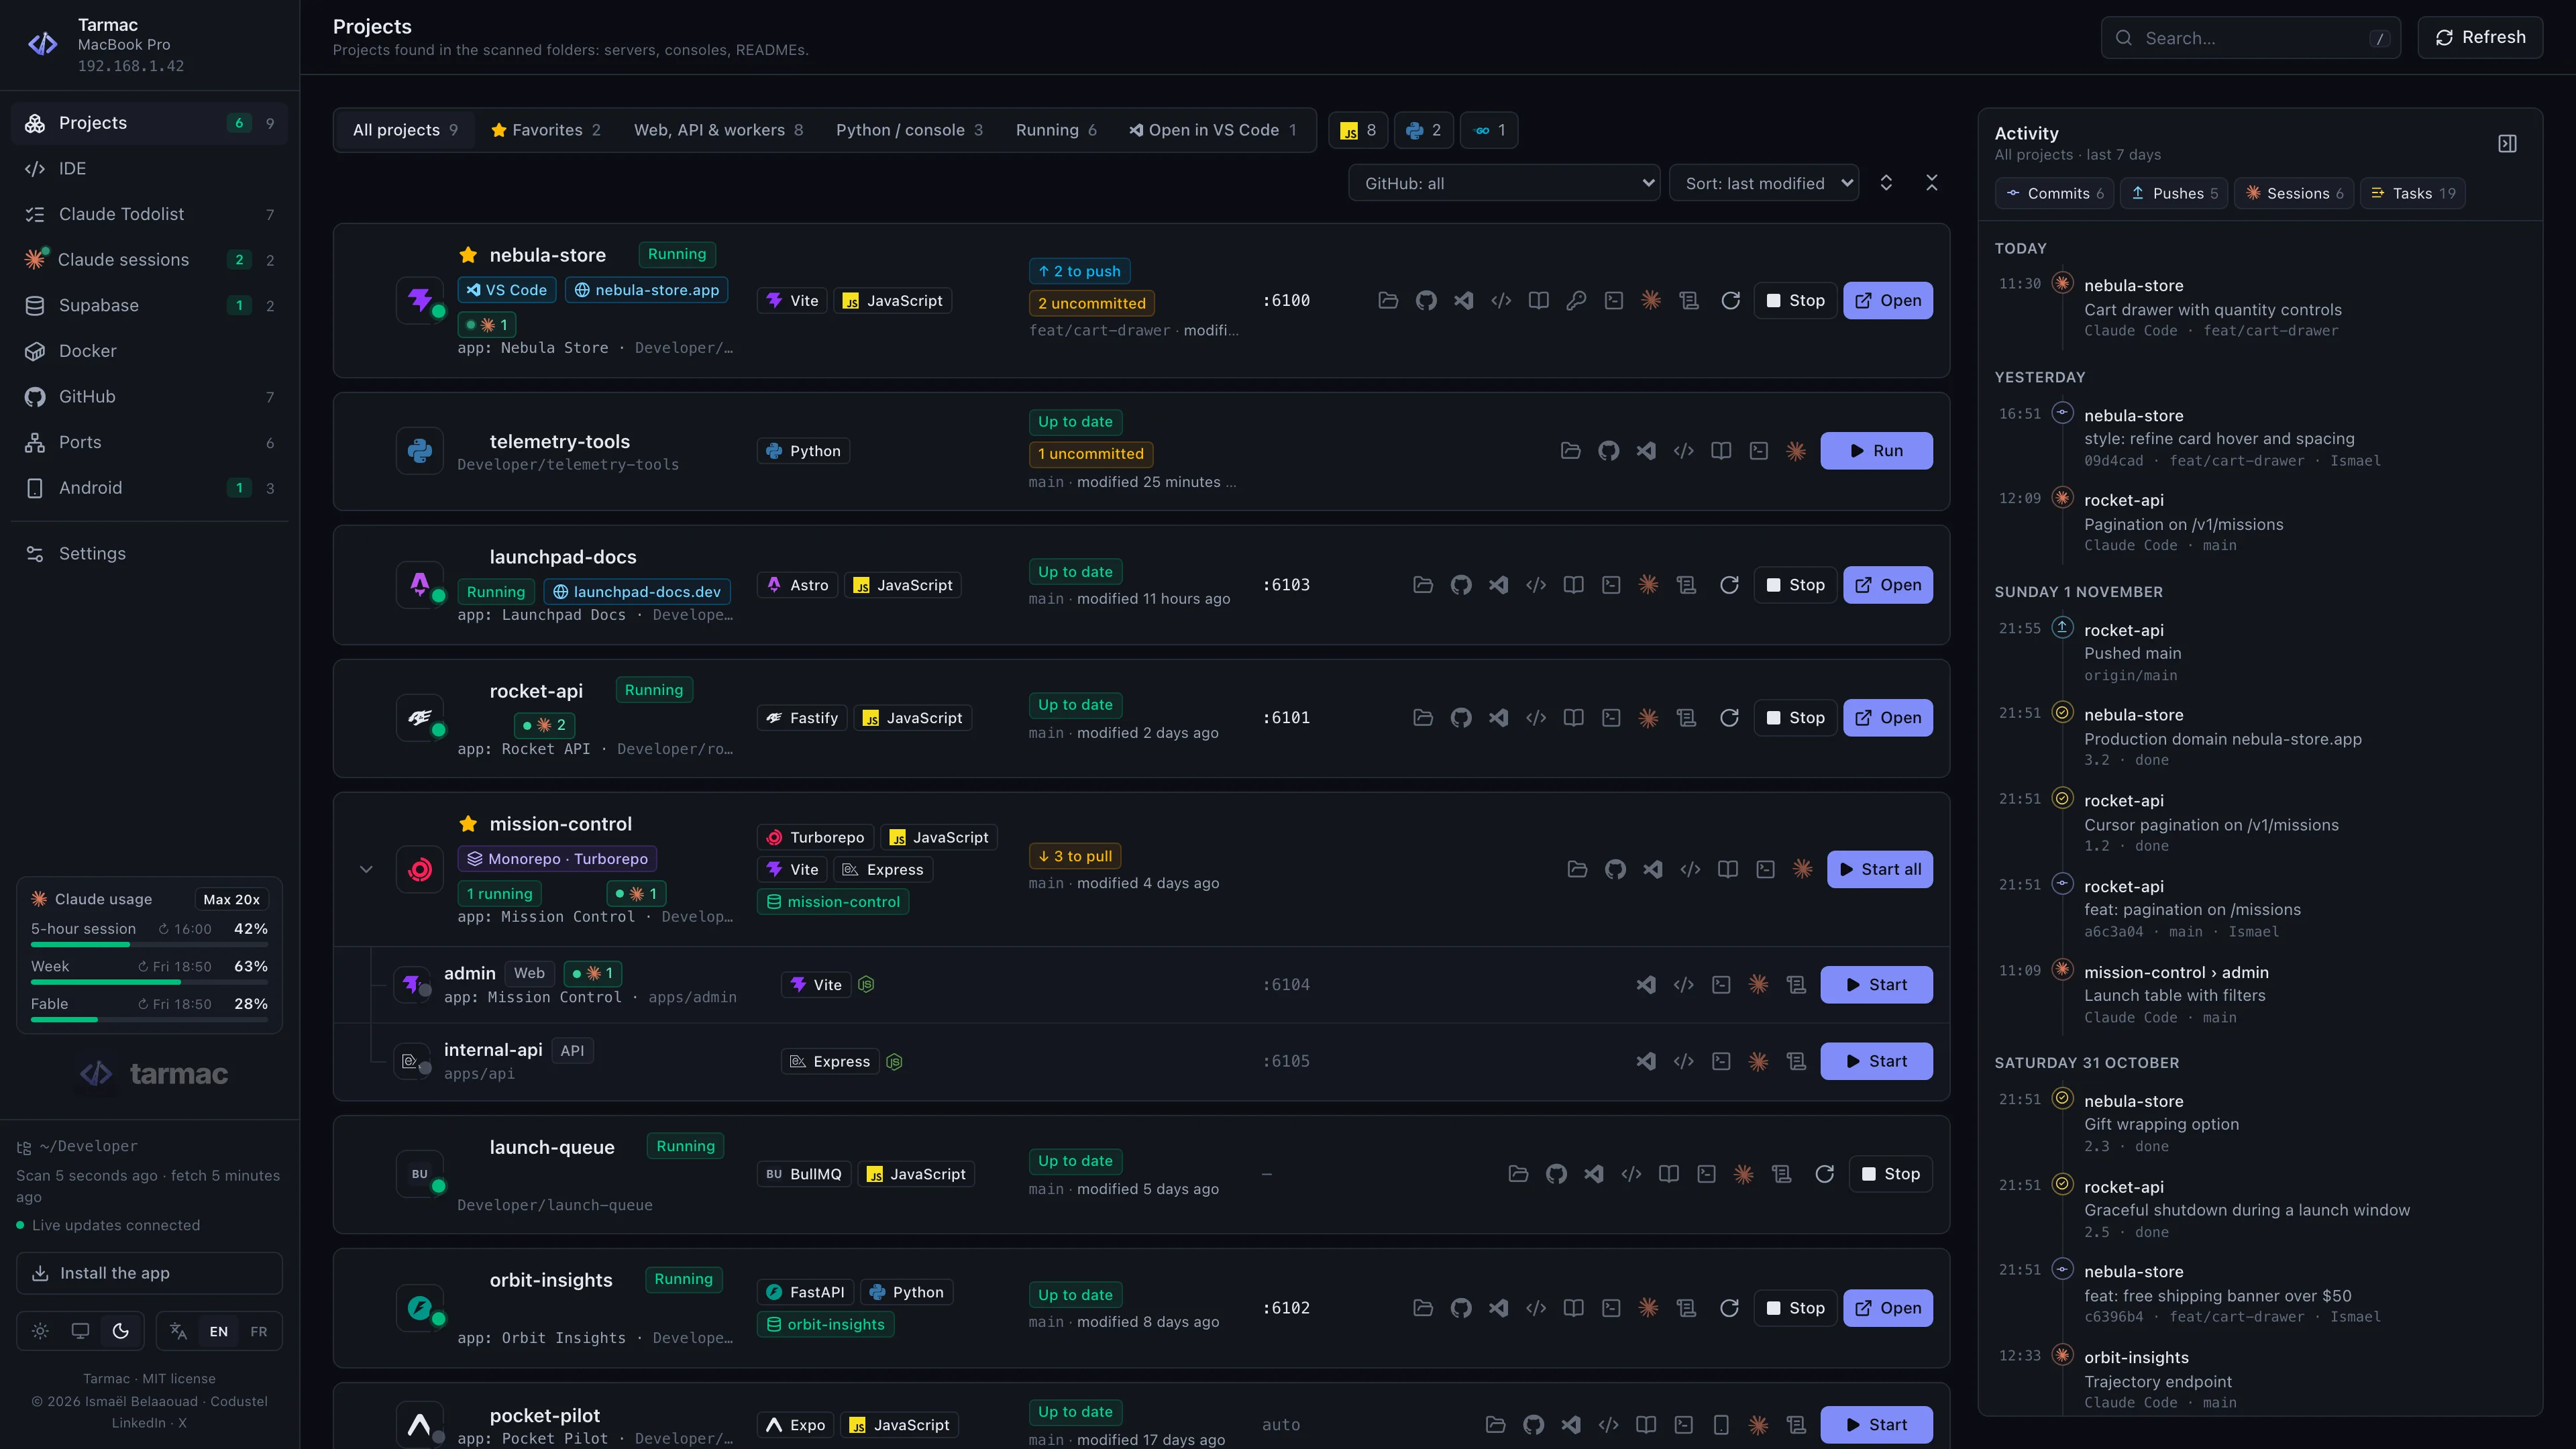 Tarmac
MacBook Pro
192.168.1.42
Projects 6 9
IDE
Claude Todolist 7
Claude sessions 2 2
Supabase 1 2
Docker
GitHub 7
Ports 6
Android 1 3
Settings
Claude usage Max 20x
5-hour session 16:00 42%
Week Fri 18:50 63%
Fable Fri 18:50 28%
tarmac
~/Developer
Scan 5 seconds ago · fetch 5 minutes
ago
Live updates connected
Install the app
EN FR
Tarmac · MIT license
© 2026 Ismaël Belaaouad · Codustel
LinkedIn · X
Projects
Projects found in the scanned folders: servers, consoles, READMEs.
Search... /
Refresh
All projects 9 Favorites 2 Web, API & workers 8 Python / console 3 Running 6 Open in VS Code 1 JS 8 2 GO 1
GitHub: all Sort: last modified
nebula-store Running
VS Code nebula-store.app
1
app: Nebula Store · Developer/…
Vite JS JavaScript
↑ 2 to push
2 uncommitted
feat/cart-drawer · modifi…
:6100
Stop Open
telemetry-tools
Developer/telemetry-tools
Python
Up to date
1 uncommitted
main · modified 25 minutes …
Run
launchpad-docs
Running launchpad-docs.dev
app: Launchpad Docs · Develope…
Astro JS JavaScript
Up to date
main · modified 11 hours ago
:6103
Stop Open
rocket-api Running
2
app: Rocket API · Developer/ro…
Fastify JS JavaScript
Up to date
main · modified 2 days ago
:6101
Stop Open
mission-control
Monorepo · Turborepo
1 running 1
app: Mission Control · Develop…
Turborepo JS JavaScript
Vite Express
mission-control
↓ 3 to pull
main · modified 4 days ago
Start all
admin Web 1
app: Mission Control · apps/admin
Vite
:6104
Start
internal-api API
apps/api
Express
:6105
Start
launch-queue Running
BU
Developer/launch-queue
BU BullMQ JS JavaScript
Up to date
main · modified 5 days ago
–
Stop
orbit-insights Running
app: Orbit Insights · Develope…
FastAPI Python
orbit-insights
Up to date
main · modified 8 days ago
:6102
Stop Open
pocket-pilot
app: Pocket Pilot · Developer/…
Expo JS JavaScript
Up to date
main · modified 17 days ago
auto
Start
Activity
All projects · last 7 days
Commits 6 Pushes 5 Sessions 6 Tasks 19
TODAY
11:30 nebula-store
Cart drawer with quantity controls
Claude Code · feat/cart-drawer
YESTERDAY
16:51 nebula-store
style: refine card hover and spacing
09d4cad · feat/cart-drawer · Ismael
12:09 rocket-api
Pagination on /v1/missions
Claude Code · main
SUNDAY 1 NOVEMBER
21:55 rocket-api
Pushed main
origin/main
21:51 nebula-store
Production domain nebula-store.app
3.2 · done
21:51 rocket-api
Cursor pagination on /v1/missions
1.2 · done
21:51 rocket-api
feat: pagination on /missions
a6c3a04 · main · Ismael
11:09 mission-control › admin
Launch table with filters
Claude Code · main
SATURDAY 31 OCTOBER
21:51 nebula-store
Gift wrapping option
2.3 · done
21:51 rocket-api
Graceful shutdown during a launch window
2.5 · done
21:51 nebula-store
feat: free shipping banner over $50
c6396b4 · feat/cart-drawer · Ismael
12:33 orbit-insights
Trajectory endpoint
Claude Code · main